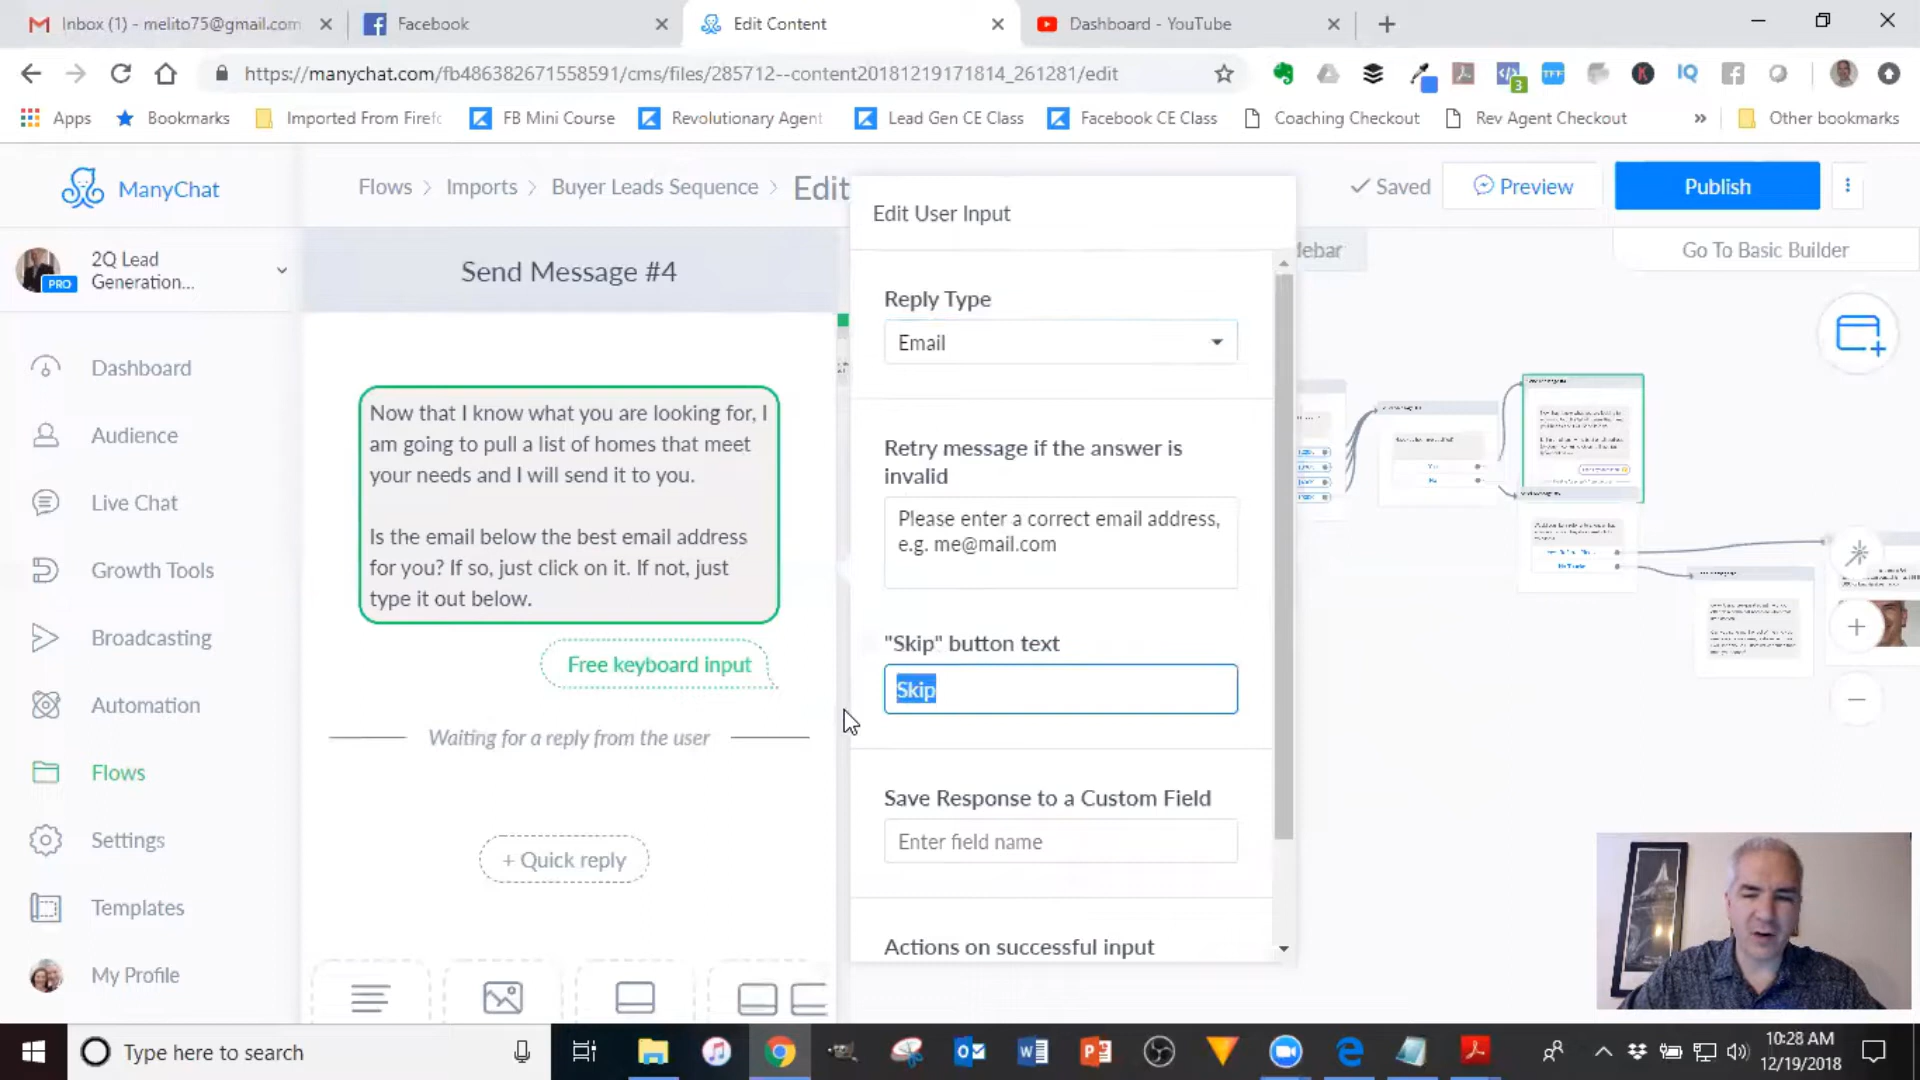 Inbox (1) - melito75@gmail.com
Facebook
Edit Content
Dashboard - YouTube
https://manychat.com/fb486382671558591/cms/files/285712--content20181219171814_261281/edit
Apps
Bookmarks
Imported From Firefo
FB Mini Course
Revolutionary Agent
Lead Gen CE Class
Facebook CE Class
Coaching Checkout
Rev Agent Checkout
»
Other bookmarks
ManyChat
Flows > Imports > Buyer Leads Sequence > Edit
Saved
Preview
Publish
2Q Lead
Generation...
PRO
Send Message #4
Edit User Input
debar
Go To Basic Builder
Dashboard
Audience
Live Chat
Growth Tools
Broadcasting
Automation
Flows
Settings
Templates
My Profile
Now that I know what you are looking for, I
am going to pull a list of homes that meet
your needs and I will send it to you.
Is the email below the best email address
for you? If so, just click on it. If not, just
type it out below.
Free keyboard input
Waiting for a reply from the user
+ Quick reply
Reply Type
Email
Retry message if the answer is
invalid
Please enter a correct email address,
e.g. me@mail.com
"Skip" button text
Skip
Save Response to a Custom Field
Enter field name
Actions on successful input
Type here to search
10:28 AM
12/19/2018